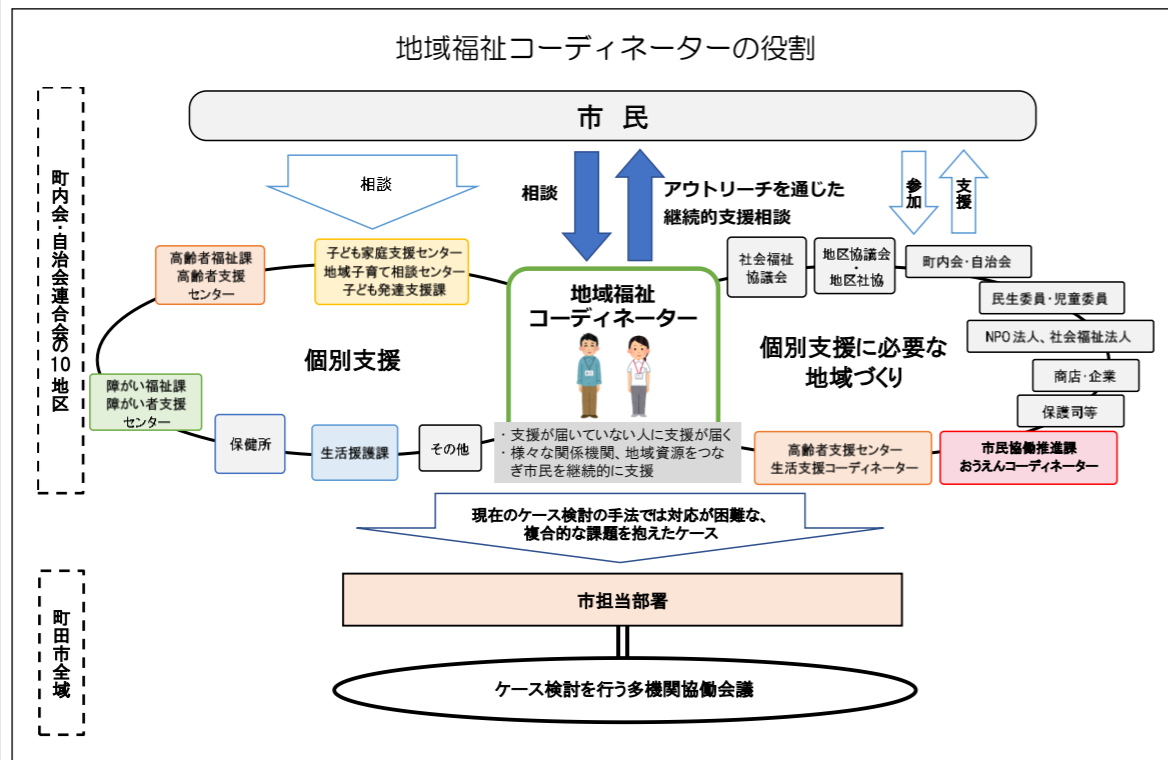 地域福祉コーディネーターの役割
町内会・自治会連合会の10地区
市 民
相談
相談
アウトリーチを通じた
継続的支援相談
参加
支援
高齢者福祉課
高齢者支援
センター
子ども家庭支援センター
地域子育て相談センター
子ども発達支援課
地域福祉
コーディネーター
社会福祉
協議会
地区協議会
・
地区社協
町内会・自治会
民生委員・児童委員
NPO法人、社会福祉法人
商店・企業
保護司等
個別支援
個別支援に必要な
地域づくり
障がい福祉課
障がい者支援
センター
保健所
生活援護課
その他
・支援が届いていない人に支援が届く
・様々な関係機関、地域資源をつな
ぎ市民を継続的に支援
高齢者支援センター
生活支援コーディネーター
市民協働推進課
おうえんコーディネーター
現在のケース検討の手法では対応が困難な、
複合的な課題を抱えたケース
町田市全域
市担当部署
ケース検討を行う多機関協働会議